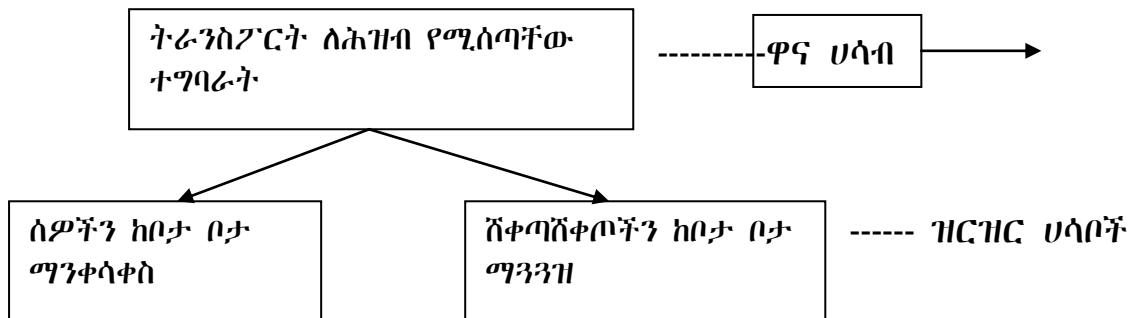 ትራንስፖርት ለሕዝብ የሚሰጣቸው
ተግባራት
---------ዋና ሀሳብ
ሰዎችን ከቦታ ቦታ
ማንቀሳቀስ
ሸቀጣሸቀጦችን ከቦታ ቦታ
ማጓጓዝ
------ ዝርዝር ሀሳቦች